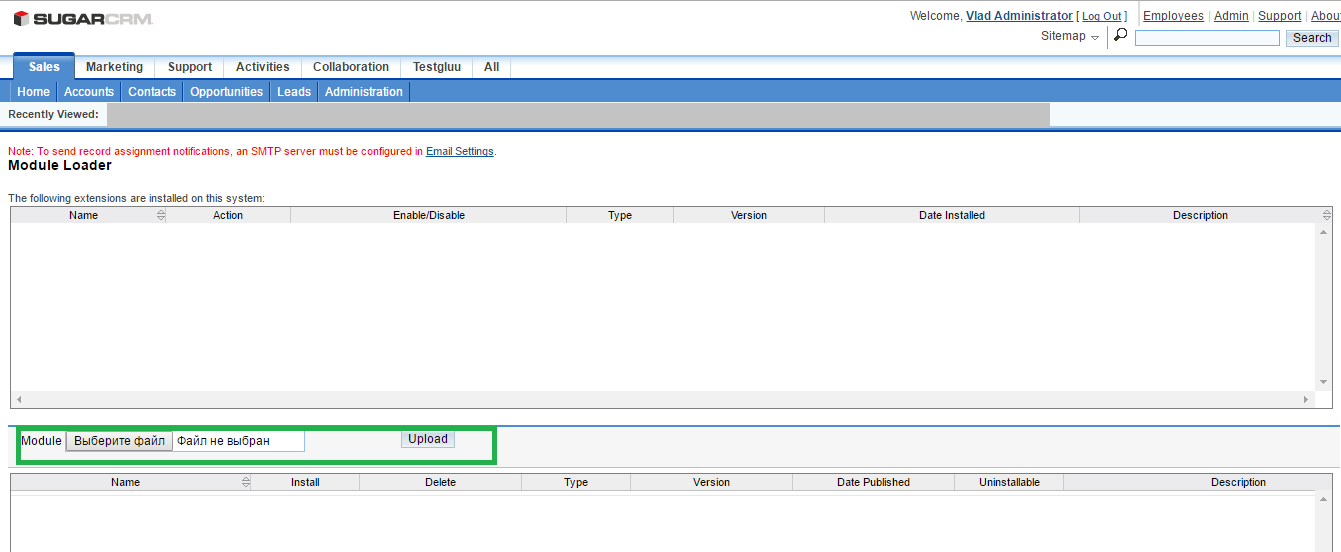 SUGARCRM
Welcome, Vlad Administrator [ Log Out ] Employees | Admin | Support | Abou
Sitemap Search
Sales Marketing Support Activities Collaboration Testgluu All
Home Accounts Contacts Opportunities Leads Administration
Recently Viewed:
Note: To send record assignment notifications, an SMTP server must be configured in Email Settings.
Module Loader
The following extensions are installed on this system:
Name Action Enable/Disable Type Version Date Installed Description
Module Выберите файл Файл не выбран Upload
Name Install Delete Type Version Date Published Uninstallable Description